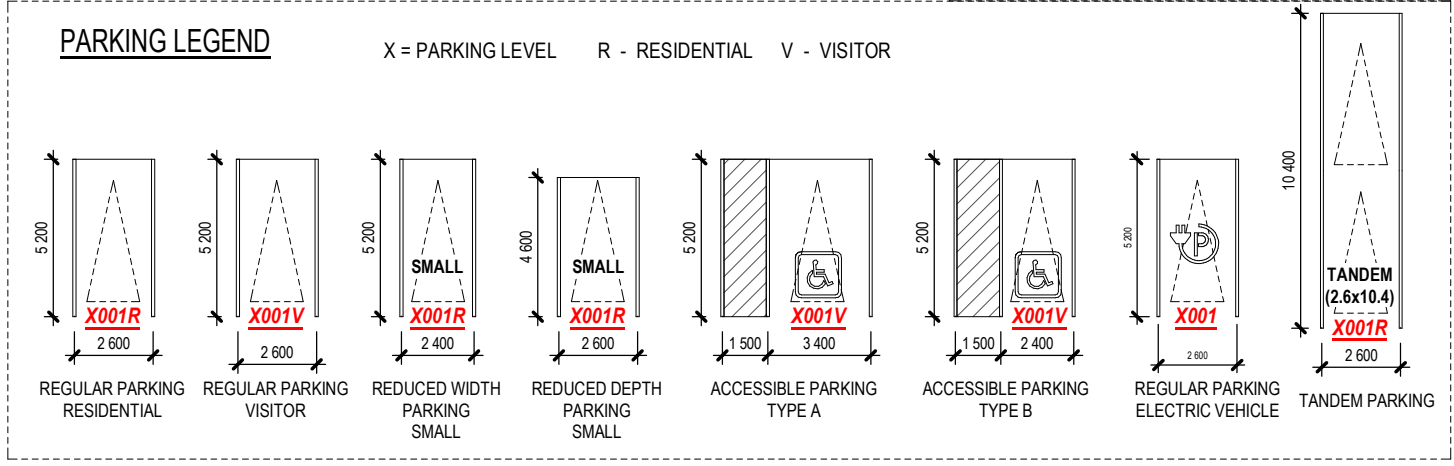 PARKING LEGEND
X = PARKING LEVEL R - RESIDENTIAL V - VISITOR
5 200
X001R
2 600
REGULAR PARKING
RESIDENTIAL
5 200
X001V
2 600
REGULAR PARKING
VISITOR
5 200
SMALL
X001R
2 400
REDUCED WIDTH
PARKING
SMALL
4 600
SMALL
X001R
2 600
REDUCED DEPTH
PARKING
SMALL
5 200
X001V
1 500 3 400
ACCESSIBLE PARKING
TYPE A
5 200
X001V
1 500 2 400
ACCESSIBLE PARKING
TYPE B
5 200
P
X001
2 600
REGULAR PARKING
ELECTRIC VEHICLE
10 400
TANDEM
(2.6x10.4)
X001R
2 600
TANDEM PARKING